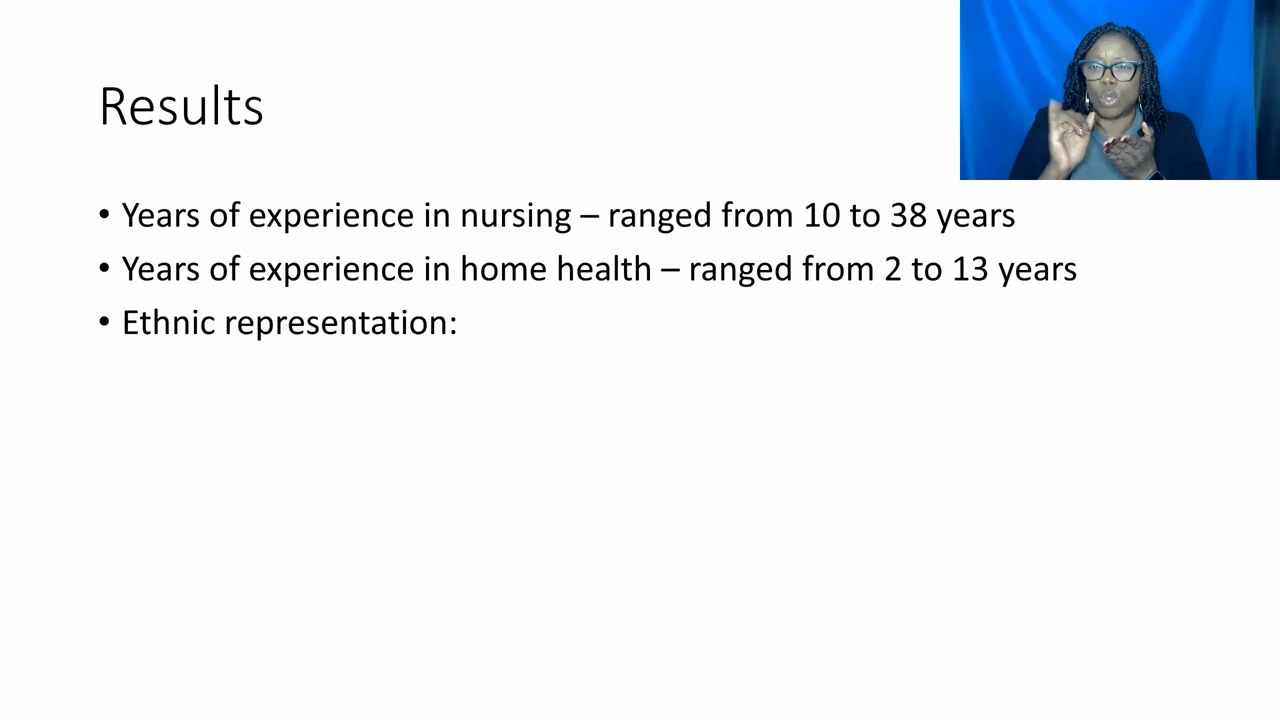 Results
• Years of experience in nursing – ranged from 10 to 38 years
• Years of experience in home health – ranged from 2 to 13 years
• Ethnic representation: